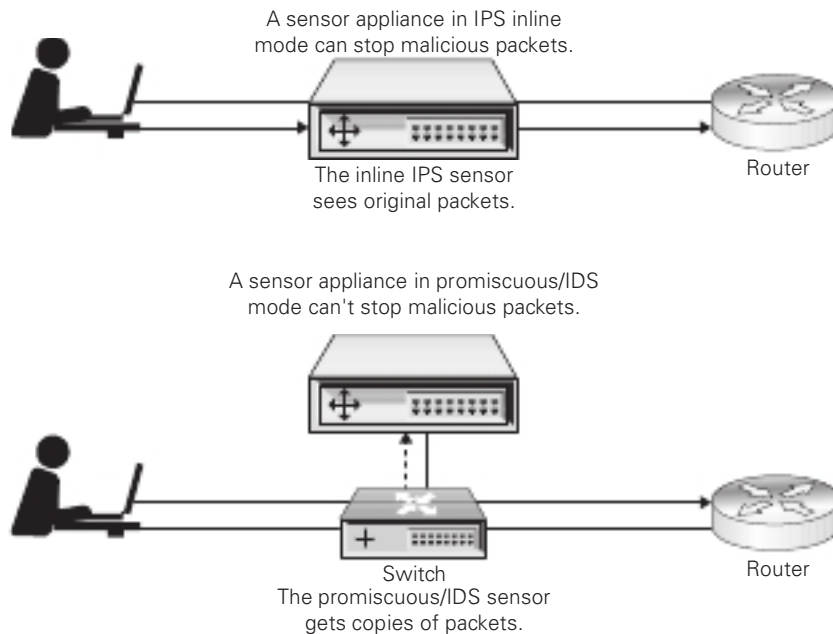 A sensor appliance in IPS inline
mode can stop malicious packets.
The inline IPS sensor
sees original packets.
Router
A sensor appliance in promiscuous/IDS
mode can't stop malicious packets.
Switch
Router
The promiscuous/IDS sensor
gets copies of packets.